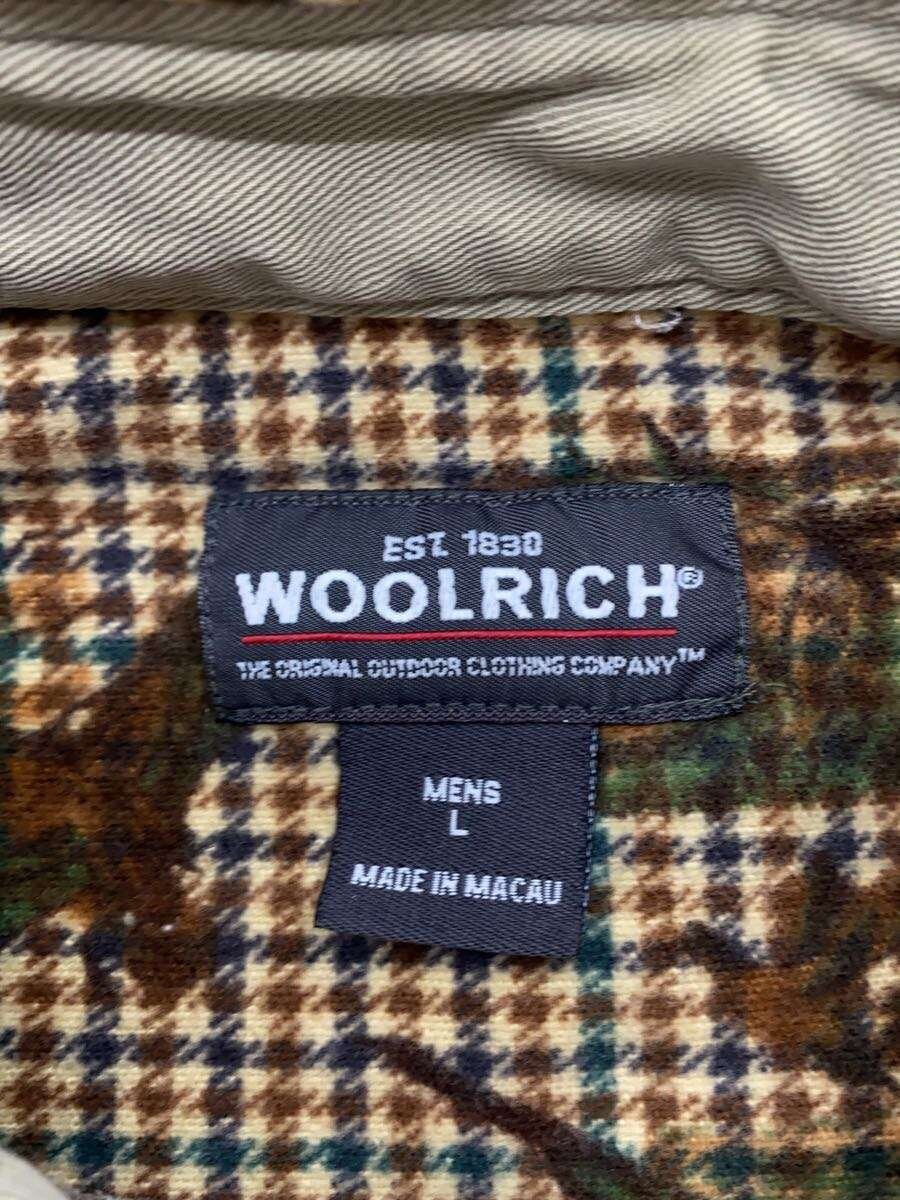 EST. 1830
WOOLRICH®
THE ORIGINAL OUTDOOR CLOTHING COMPANY™
MENS
L
MADE IN MACAU